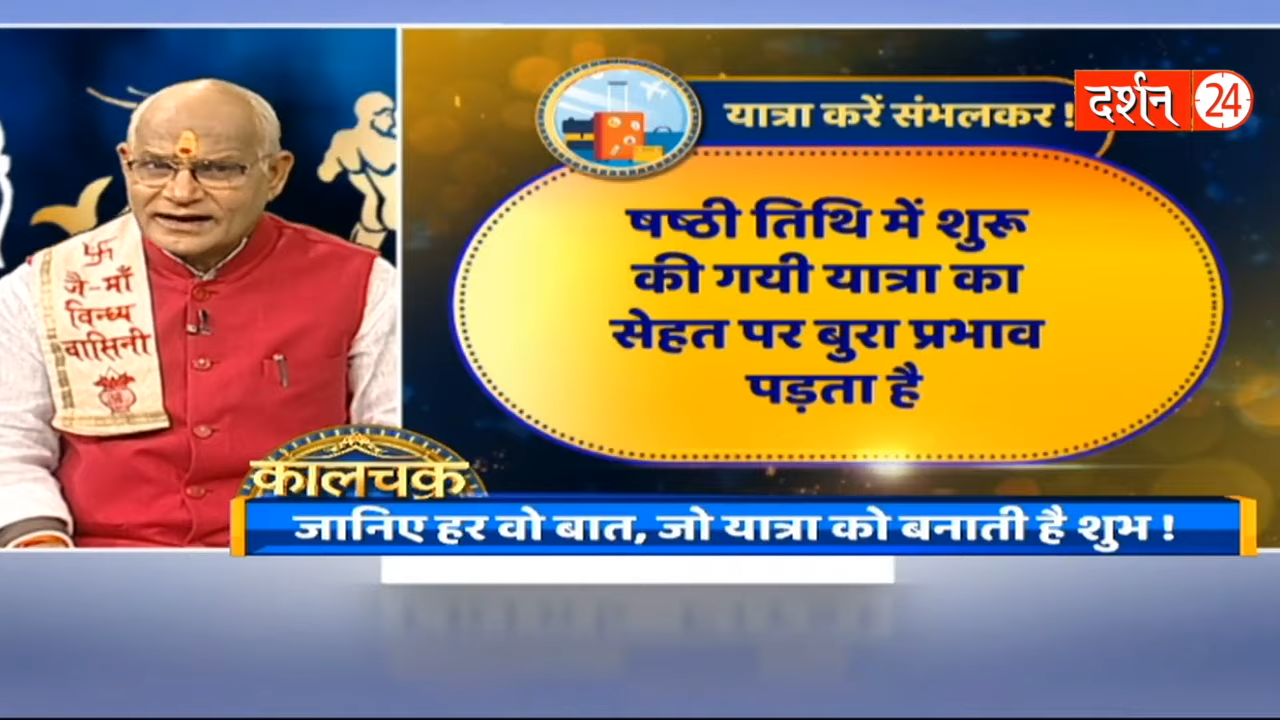 यात्रा करें संभलकर !
दर्शन 24
षष्ठी तिथि में शुरू
की गयी यात्रा का
सेहत पर बुरा प्रभाव
पड़ता है
जै-माँ
विन्ध्य
वासिनी
कालचक्र
जानिए हर वो बात, जो यात्रा को बनाती है शुभ !